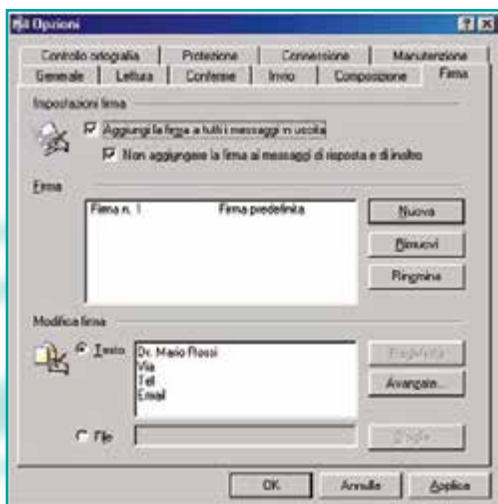 Opzioni
Controllo ortografia Protezione Connessione Manutenzione
Generale Lettura Conferme Invio Composizione Firma
Impostazioni firma
Aggiungi la firma a tutti i messaggi in uscita
Non aggiungere la firma ai messaggi di risposta e di inoltro
Firma
Firma n. 1 Firma predefinita
Nuova
Rimuovi
Rinomina
Modifica firma
Testo
Dr. Mario Rossi
Via
Tel
Email
Predefinita
Avanzate...
File
Sfoglia...
OK Annulla Applica